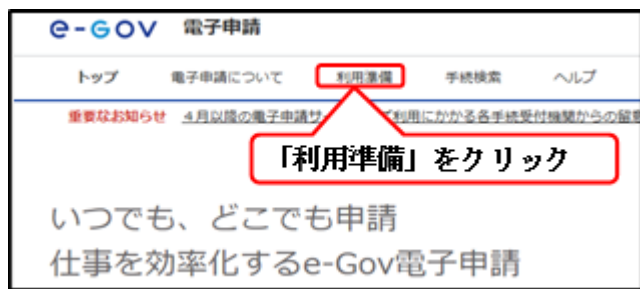 e-GOV 電子申請
トップ 電子申請について 利用準備 手続検索 ヘルプ
重要なお知らせ 4月以降の電子申請サ 利用にかかる各手続受付機関からの留意
「利用準備」をクリック
いつでも、どこでも申請
仕事を効率化するe-Gov電子申請